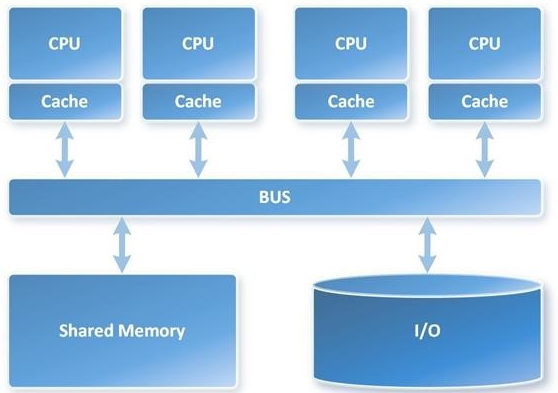 CPU
CPU
CPU
CPU
Cache
Cache
Cache
Cache
BUS
Shared Memory
I/O